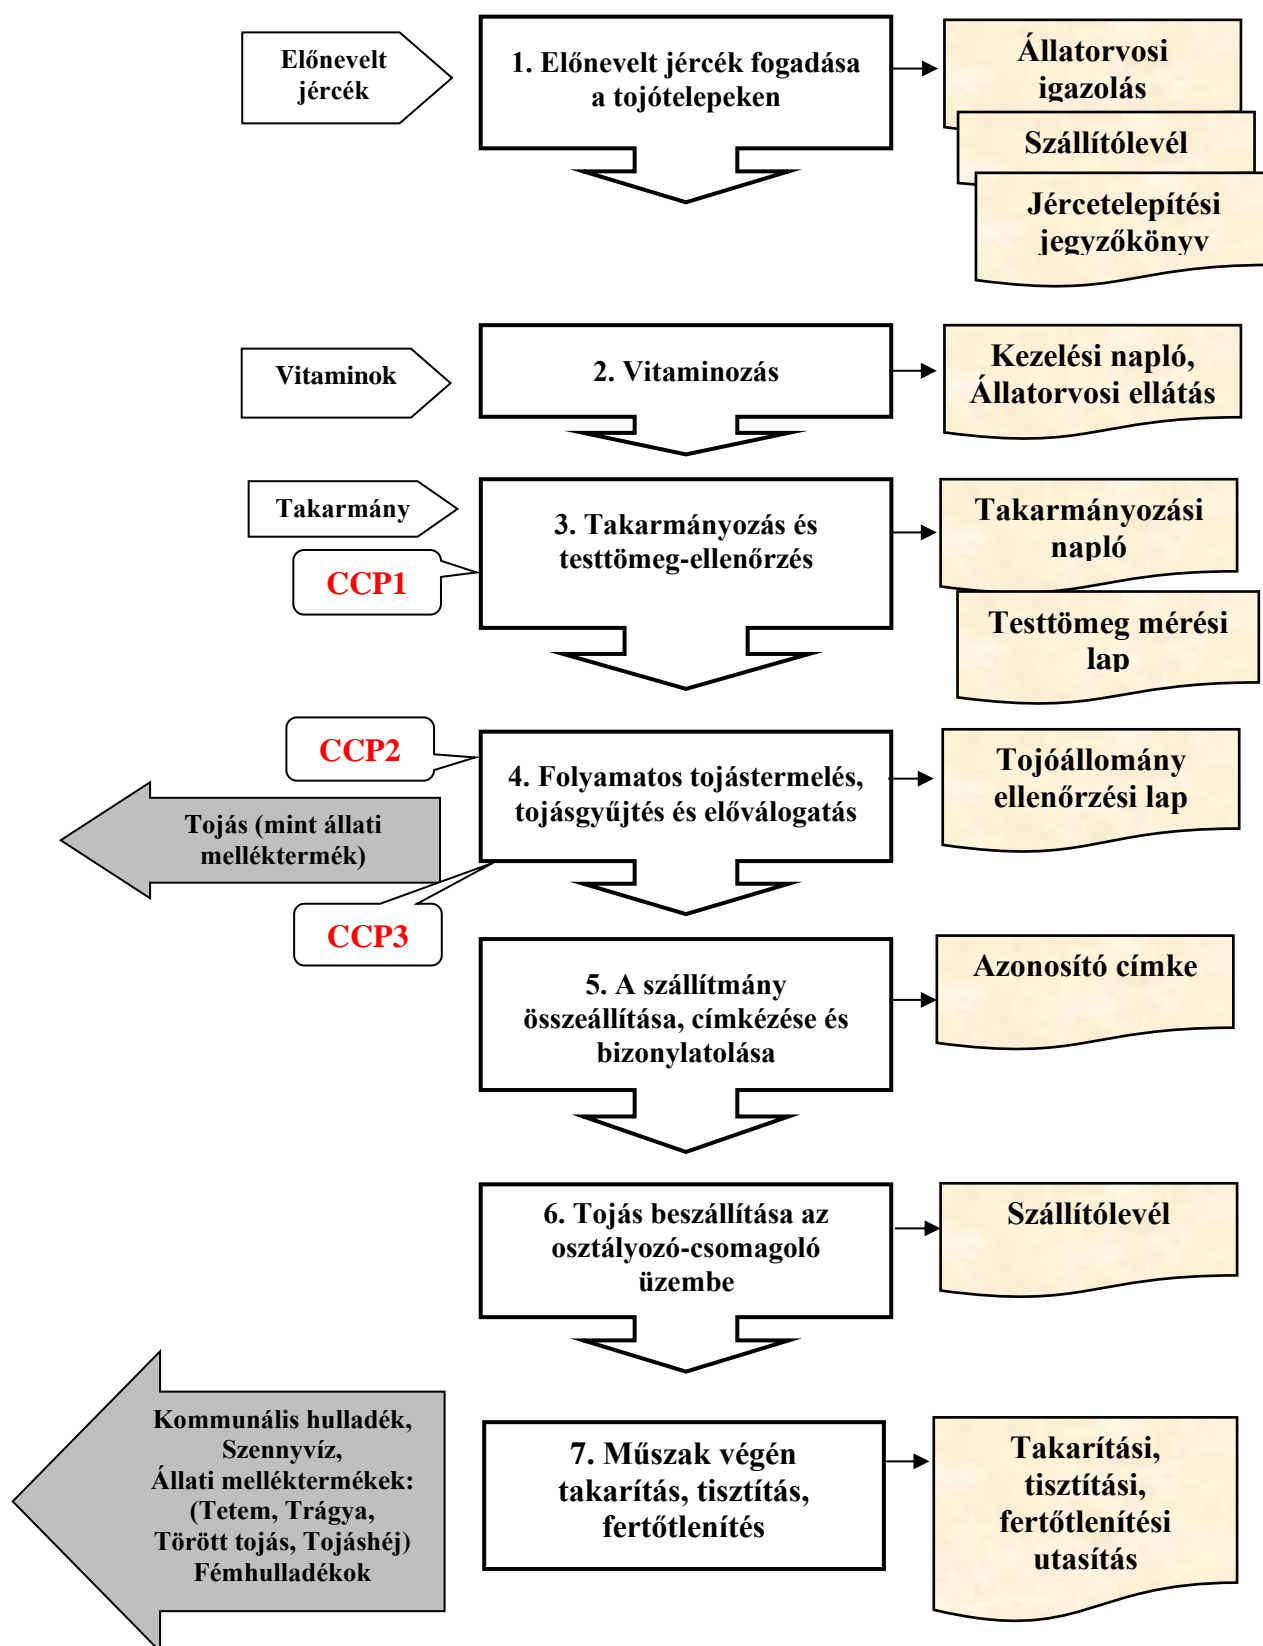 Előnevelt
jércék
1. Előnevelt jércék fogadása
a tojótelepeken
Állatorvosi
igazolás
Szállítólevél
Jércetelepítési
jegyzőkönyv
Vitaminok
2. Vitaminozás
Kezelési napló,
Állatorvosi ellátás
Takarmány
CCP1
3. Takarmányozás és
testtömeg-ellenőrzés
Takarmányozási
napló
Testtömeg mérési
lap
CCP2
4. Folyamatos tojástermelés,
tojásgyűjtés és előválogatás
Tojóállomány
ellenőrzési lap
Tojás (mint állati
melléktermék)
CCP3
5. A szállítmány
összeállítása, címkézése és
bizonylatolása
Azonosító címke
6. Tojás beszállítása az
osztályozó-csomagoló
üzembe
Szállítólevél
Kommunális hulladék,
Szennyvíz,
Állati melléktermékek:
(Tetem, Trágya,
Törött tojás, Tojáshéj)
Fémhulladékok
7. Műszak végén
takarítás, tisztítás,
fertőtlenítés
Takarítási,
tisztítási,
fertőtlenítési
utasítás